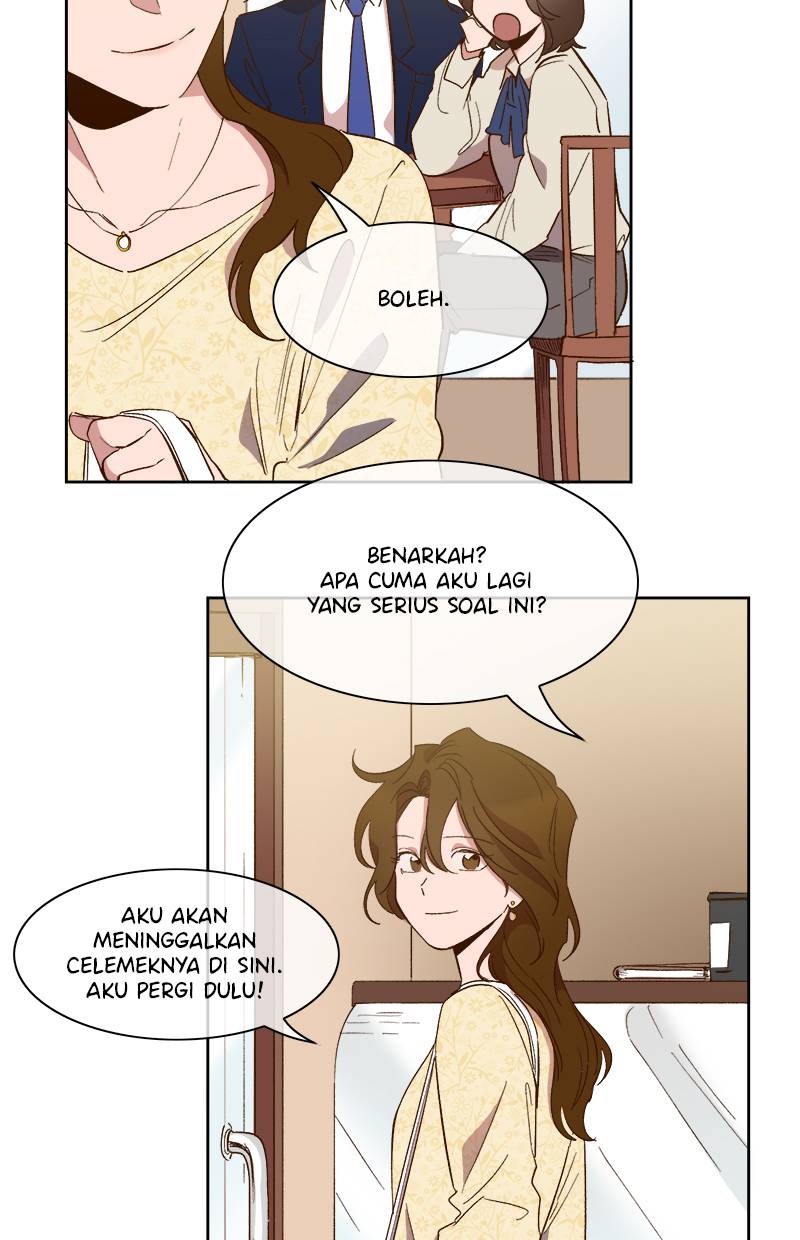 BOLEH.
BENARKAH?
APA CUMA AKU LAGI
YANG SERIUS SOAL INI?
AKU AKAN
MENINGGALKAN
CELEMEKNYA DI SINI.
AKU PERGI DULU!